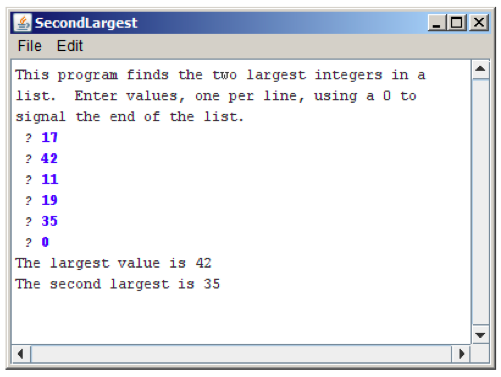 SecondLargest
File Edit
This program finds the two largest integers in a
list.  Enter values, one per line, using a 0 to
signal the end of the list.
? 17
? 42
? 11
? 19
? 35
? 0
The largest value is 42
The second largest is 35